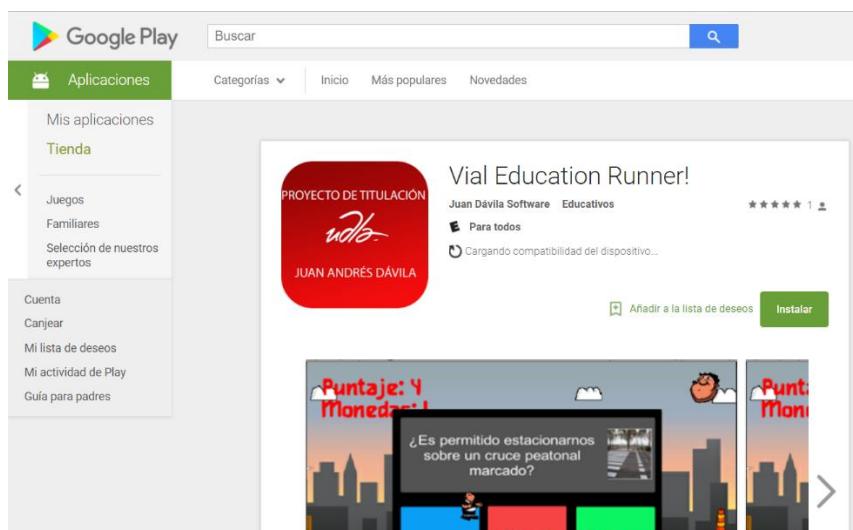 Google Play
Buscar
Aplicaciones
Categorías
Inicio
Más populares
Novedades
Mis aplicaciones
Tienda
Juegos
Familiares
Selección de nuestros
expertos
Cuenta
Canjear
Mi lista de deseos
Mi actividad de Play
Guía para padres
PROYECTO DE TITULACIÓN
udla-
JUAN ANDRÉS DÁVILA
Vial Education Runner!
Juan Dávila Software Educativos
1
E Para todos
Cargando compatibilidad del dispositivo...
Añadir a la lista de deseos
Instalar
Puntaje: 4
Monedas: 1
¿Es permitido estacionarnos
sobre un cruce peatonal
marcado?
Punt
Mon